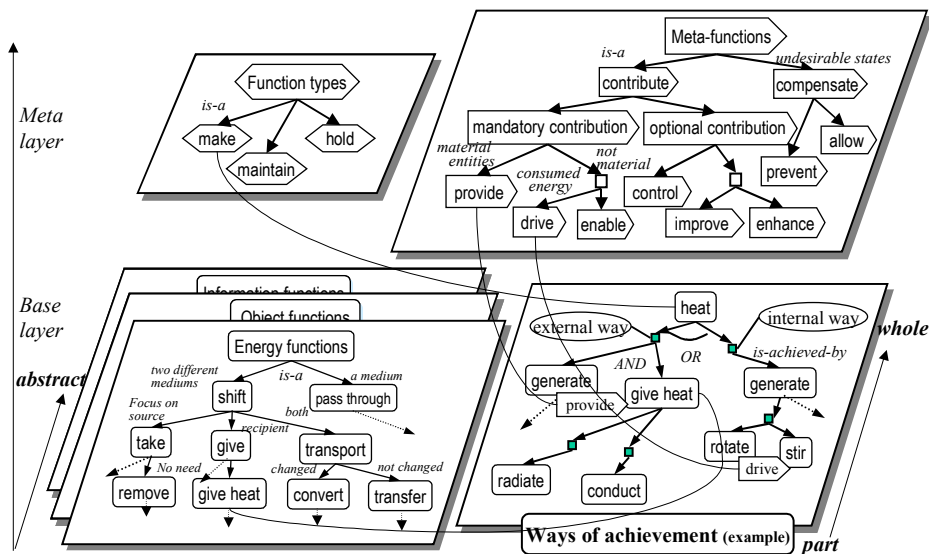 Meta
layer
Base
layer
abstract
Function types
is-a
make
hold
maintain
Meta-functions
is-a
undesirable states
contribute
compensate
mandatory contribution
optional contribution
allow
material
entities
not
material
prevent
provide
consumed
energy
control
drive
enable
improve
enhance
Information functions
Object functions
Energy functions
two different
mediums
is-a
a medium
shift
pass through
Focus on
source
recipient
both
take
give
transport
No need
changed
not changed
remove
give heat
convert
transfer
heat
external way
internal way
whole
AND
OR
is-achieved-by
generate
give heat
generate
provide
rotate
stir
drive
radiate
conduct
Ways of achievement (example)
part